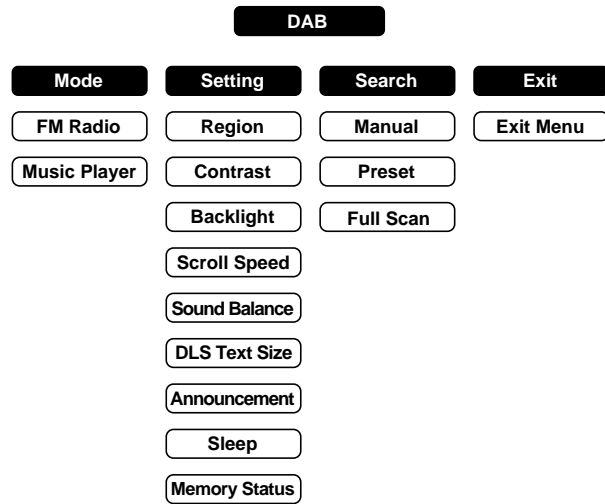 DAB
Mode
Setting
Search
Exit
FM Radio
Region
Manual
Exit Menu
Music Player
Contrast
Preset
Backlight
Full Scan
Scroll Speed
Sound Balance
DLS Text Size
Announcement
Sleep
Memory Status